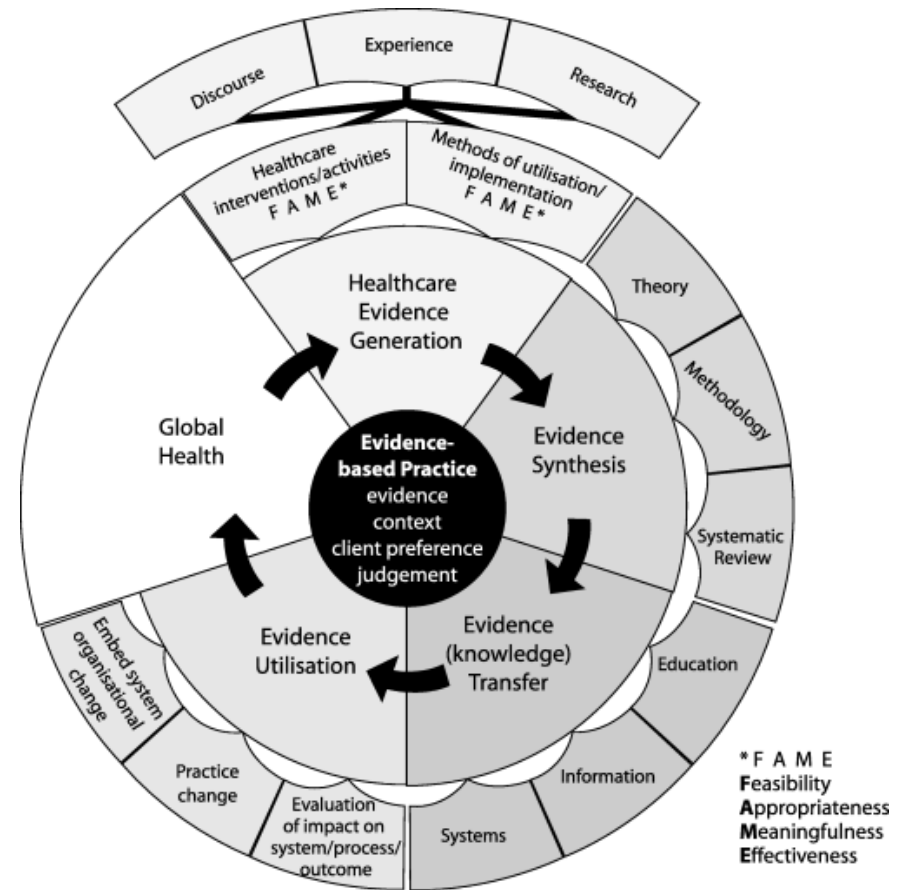 Discourse
Experience
Research
Healthcare
interventions/activities
F A M E*
Methods of utilisation/
implementation
F A M E*
Healthcare
Evidence
Generation
Theory
Methodology
Systematic
Review
Global
Health
Evidence
Synthesis
Evidence-
based Practice
evidence
context
client preference
judgement
Evidence
Utilisation
Evidence
(knowledge)
Transfer
Embed system
organisational
change
Practice
change
Evaluation
of impact on
system/process/
outcome
Systems
Information
Education
*F A M E
Feasibility
Appropriateness
Meaningfulness
Effectiveness